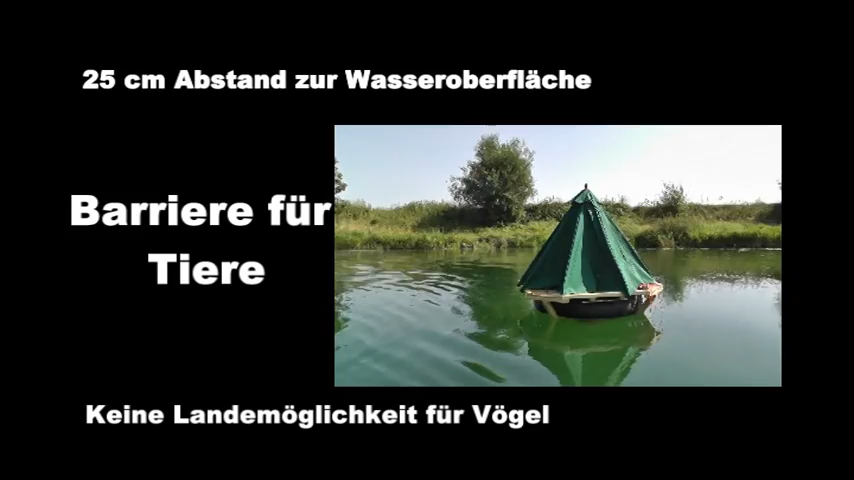 25 cm Abstand zur Wasseroberfläche
Barriere für
Tiere
Keine Landemöglichkeit für Vögel